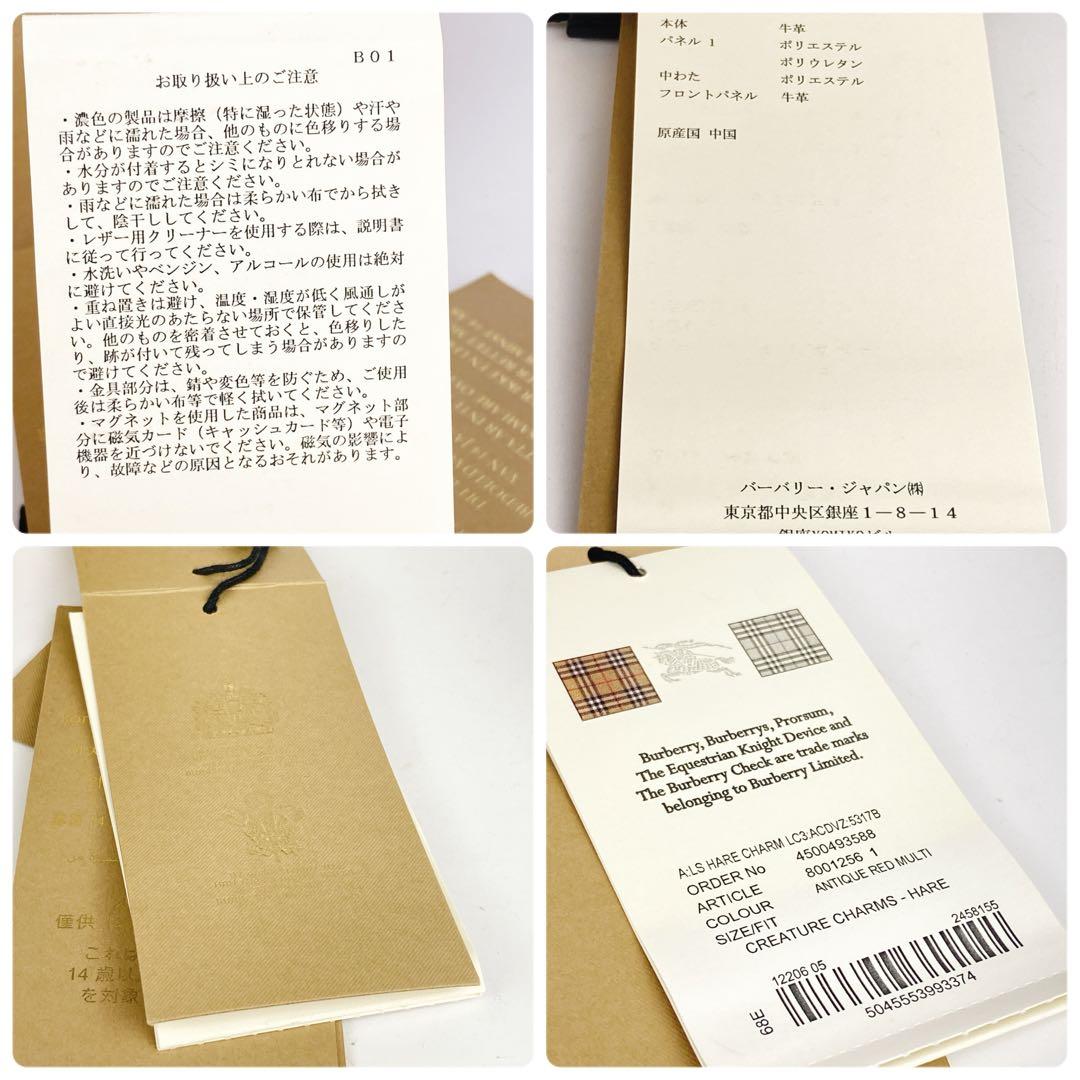 B01
お取り扱い上のご注意
・濃色の製品は摩擦（特に湿った状態）や汗や
雨などに濡れた場合、他のものに色移りする場
合がありますのでご注意ください。
・水分が付着するとシミになりとれない場合が
ありますのでご注意ください。
・雨などに濡れた場合は柔らかい布でから拭き
して、陰干ししてください。
・レザー用クリーナーを使用する際は、説明書
に従って行ってください。
・水洗いやベンジン、アルコールの使用は絶対
に避けてください。
・重ね置きは避け、温度・湿度が低く風通しが
よい直接光のあたらない場所で保管してくださ
い。他のものを密着させておくと、色移りした
り、跡が付いて残ってしまう場合がありますの
で避けてください。
・金具部分は、錆や変色等を防ぐため、ご使用
後は柔らかい布等で軽く拭いてください。
・マグネットを使用した商品は、マグネット部
分に磁気カード（キャッシュカード等）や電子
機器を近づけないでください。磁気の影響によ
り、故障などの原因となるおそれがあります。
本体 牛革
パネル1 ポリエステル
ポリウレタン
中わた ポリエステル
フロントパネル 牛革
原産国 中国
バーバリー・ジャパン㈱
東京都中央区銀座1－8－14
僅供
これは
14歳以
を対象
Burberry, Burberrys, Prorsum,
The Equestrian Knight Device and
The Burberry Check are trade marks
belonging to Burberry Limited.
A:LS HARE CHARM LC3:ACDVZ:5317B
ORDER No 4500493588
ARTICLE 8001256 1
COLOUR ANTIQUE RED MULTI
SIZE/FIT
CREATURE CHARMS - HARE
2458155
12206 05
68E
5045553993374